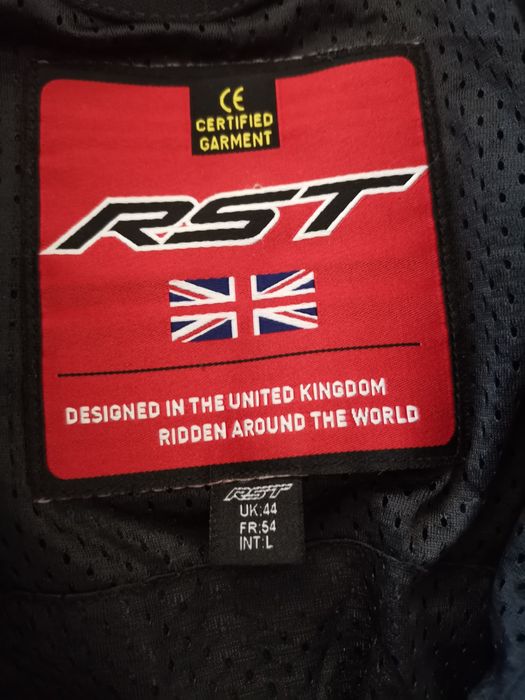 CE
CERTIFIED
GARMENT
RST
DESIGNED IN THE UNITED KINGDOM
RIDDEN AROUND THE WORLD
RST
UK:44
FR:54
INT:L